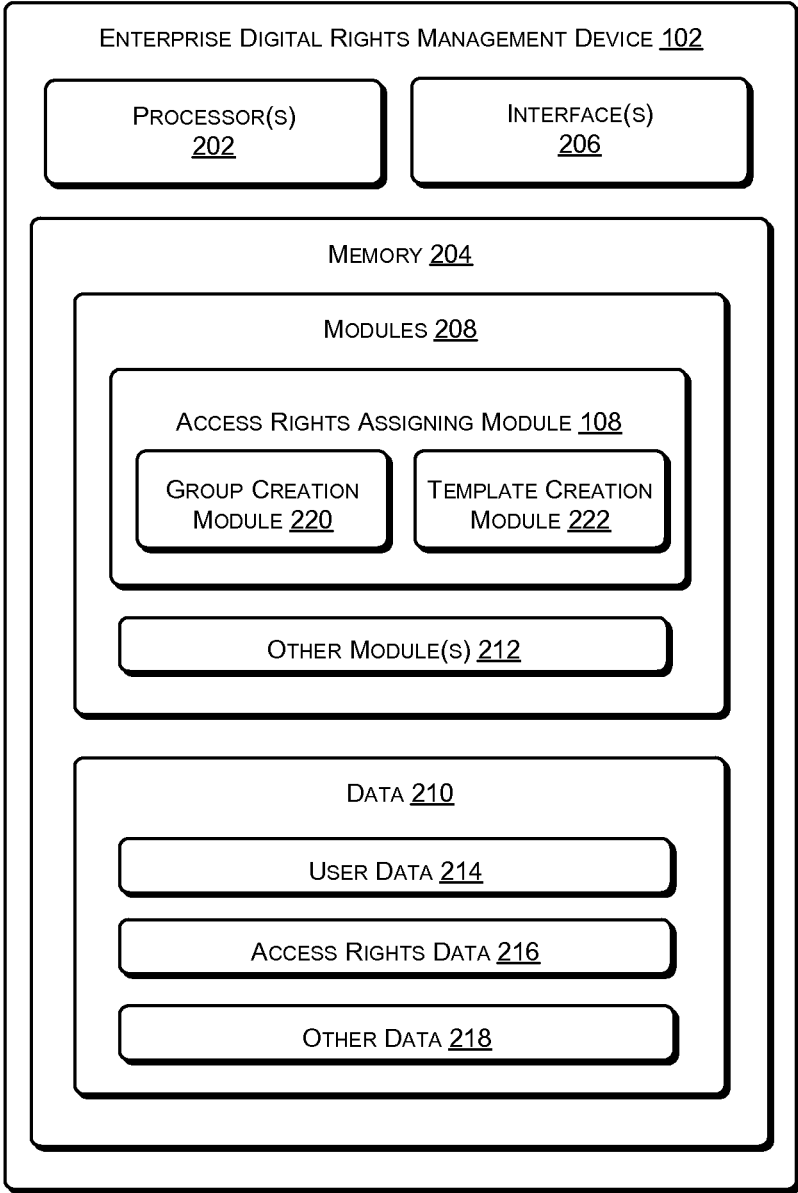 ENTERPRISE DIGITAL RIGHTS MANAGEMENT DEVICE 102
PROCESSOR(S)
202
INTERFACE(S)
206
MEMORY 204
MODULES 208
ACCESS RIGHTS ASSIGNING MODULE 108
GROUP CREATION
MODULE 220
TEMPLATE CREATION
MODULE 222
OTHER MODULE(S) 212
DATA 210
USER DATA 214
ACCESS RIGHTS DATA 216
OTHER DATA 218